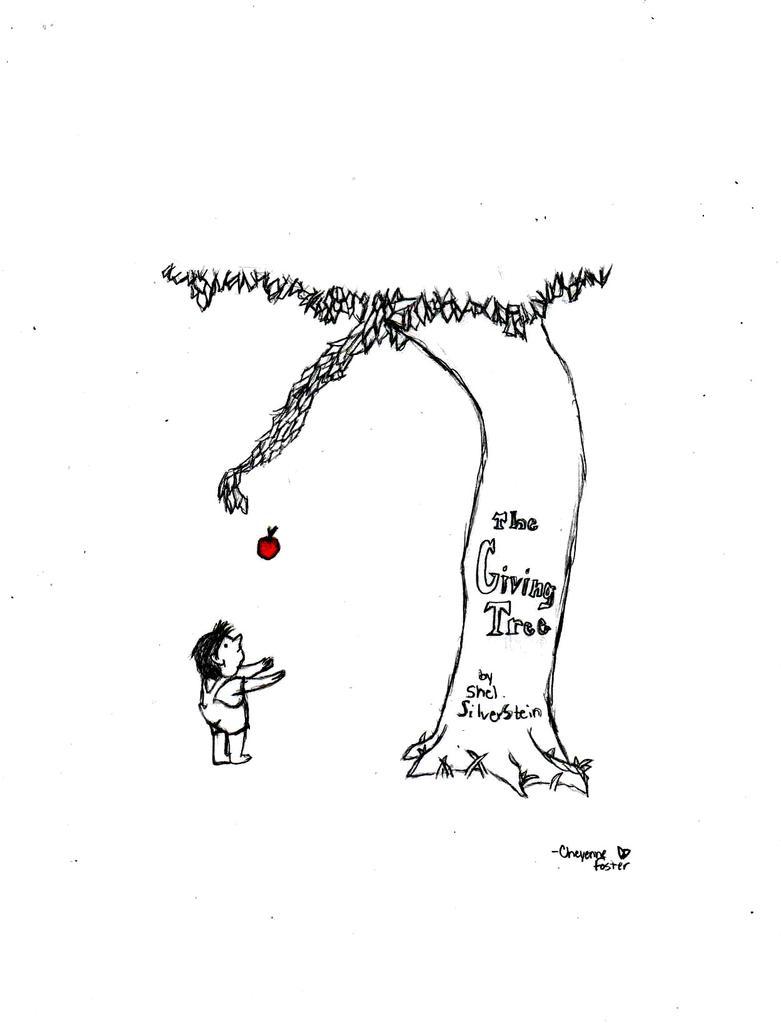 The
Giving
Tree
by
Shel
Silverstein
-Cheyenne
Foster